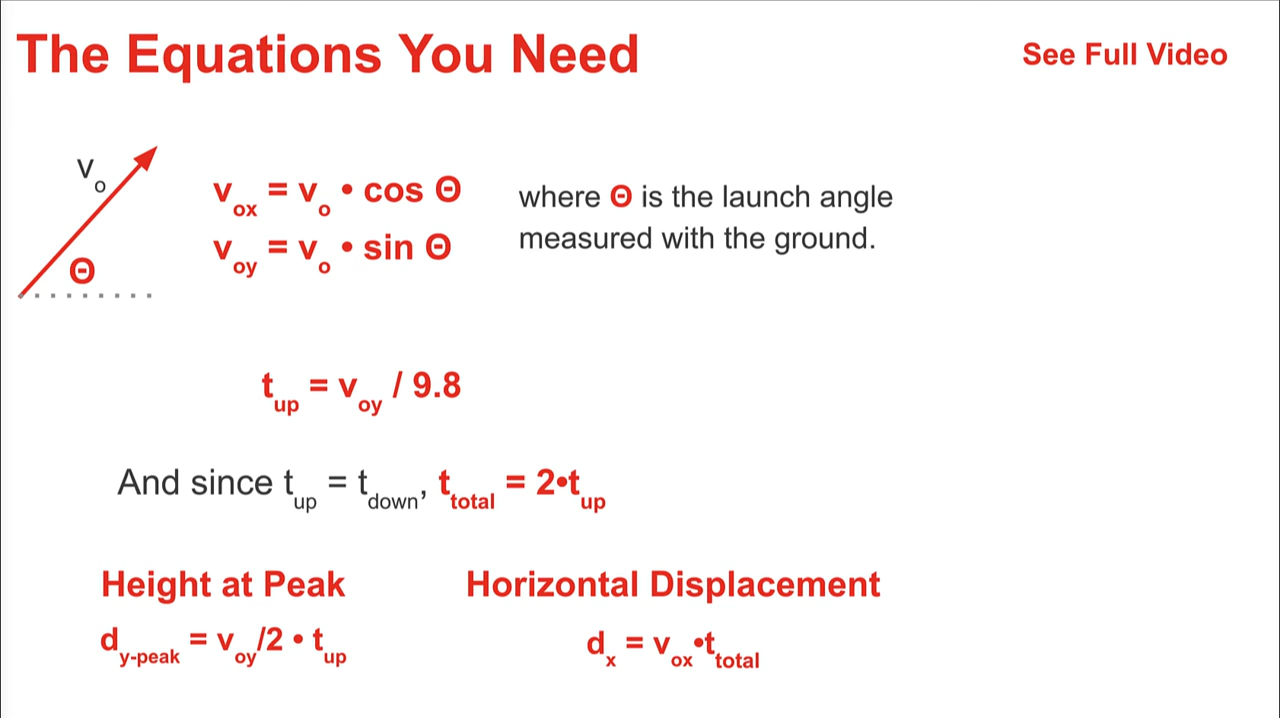 The Equations You Need
See Full Video
v_o
Θ
v_ox = v_o • cos Θ
v_oy = v_o • sin Θ
where Θ is the launch angle
measured with the ground.
t_up = v_oy / 9.8
And since t_up = t_down, t_total = 2•t_up
Height at Peak
d_y-peak = v_oy/2 • t_up
Horizontal Displacement
d_x = v_ox•t_total